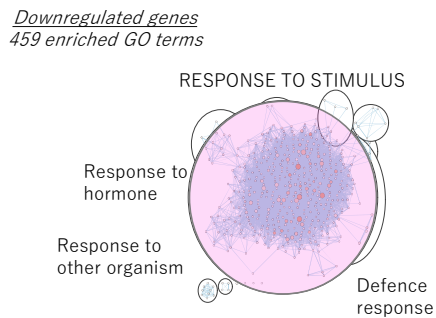 Downregulated genes
459 enriched GO terms
RESPONSE TO STIMULUS
Response to
hormone
Response to
other organism
Defence
response